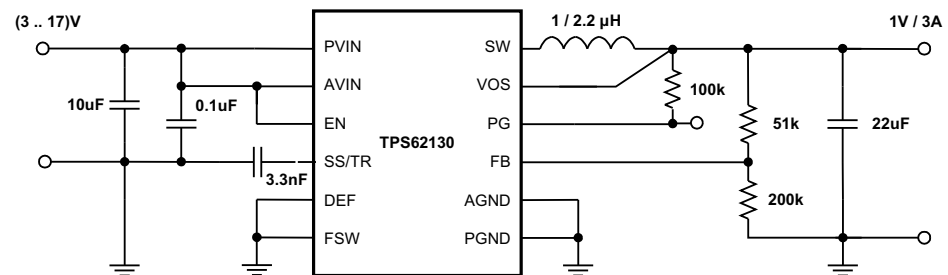 (3 .. 17)V
1 / 2.2 µH
1V / 3A
PVIN
SW
AVIN
VOS
100k
10uF
0.1uF
EN
PG
51k
22uF
TPS62130
SS/TR
FB
3.3nF
DEF
AGND
200k
FSW
PGND